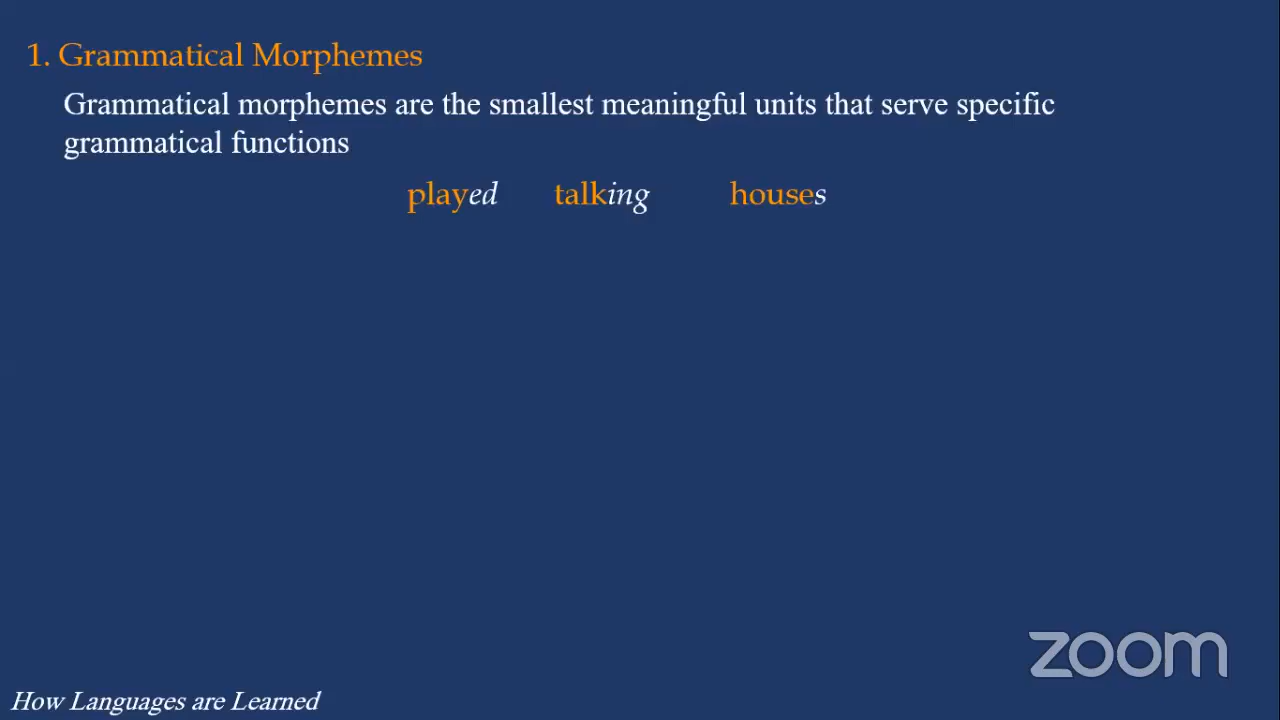 1. Grammatical Morphemes
Grammatical morphemes are the smallest meaningful units that serve specific
grammatical functions
played talking houses
zoom
How Languages are Learned